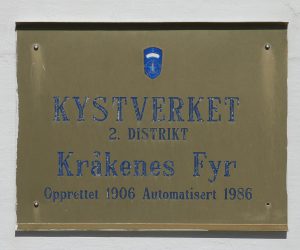 KYSTVERKET
2. DISTRIKT
Kråkenes Fyr
Opprettet 1906 Automatisert 1986